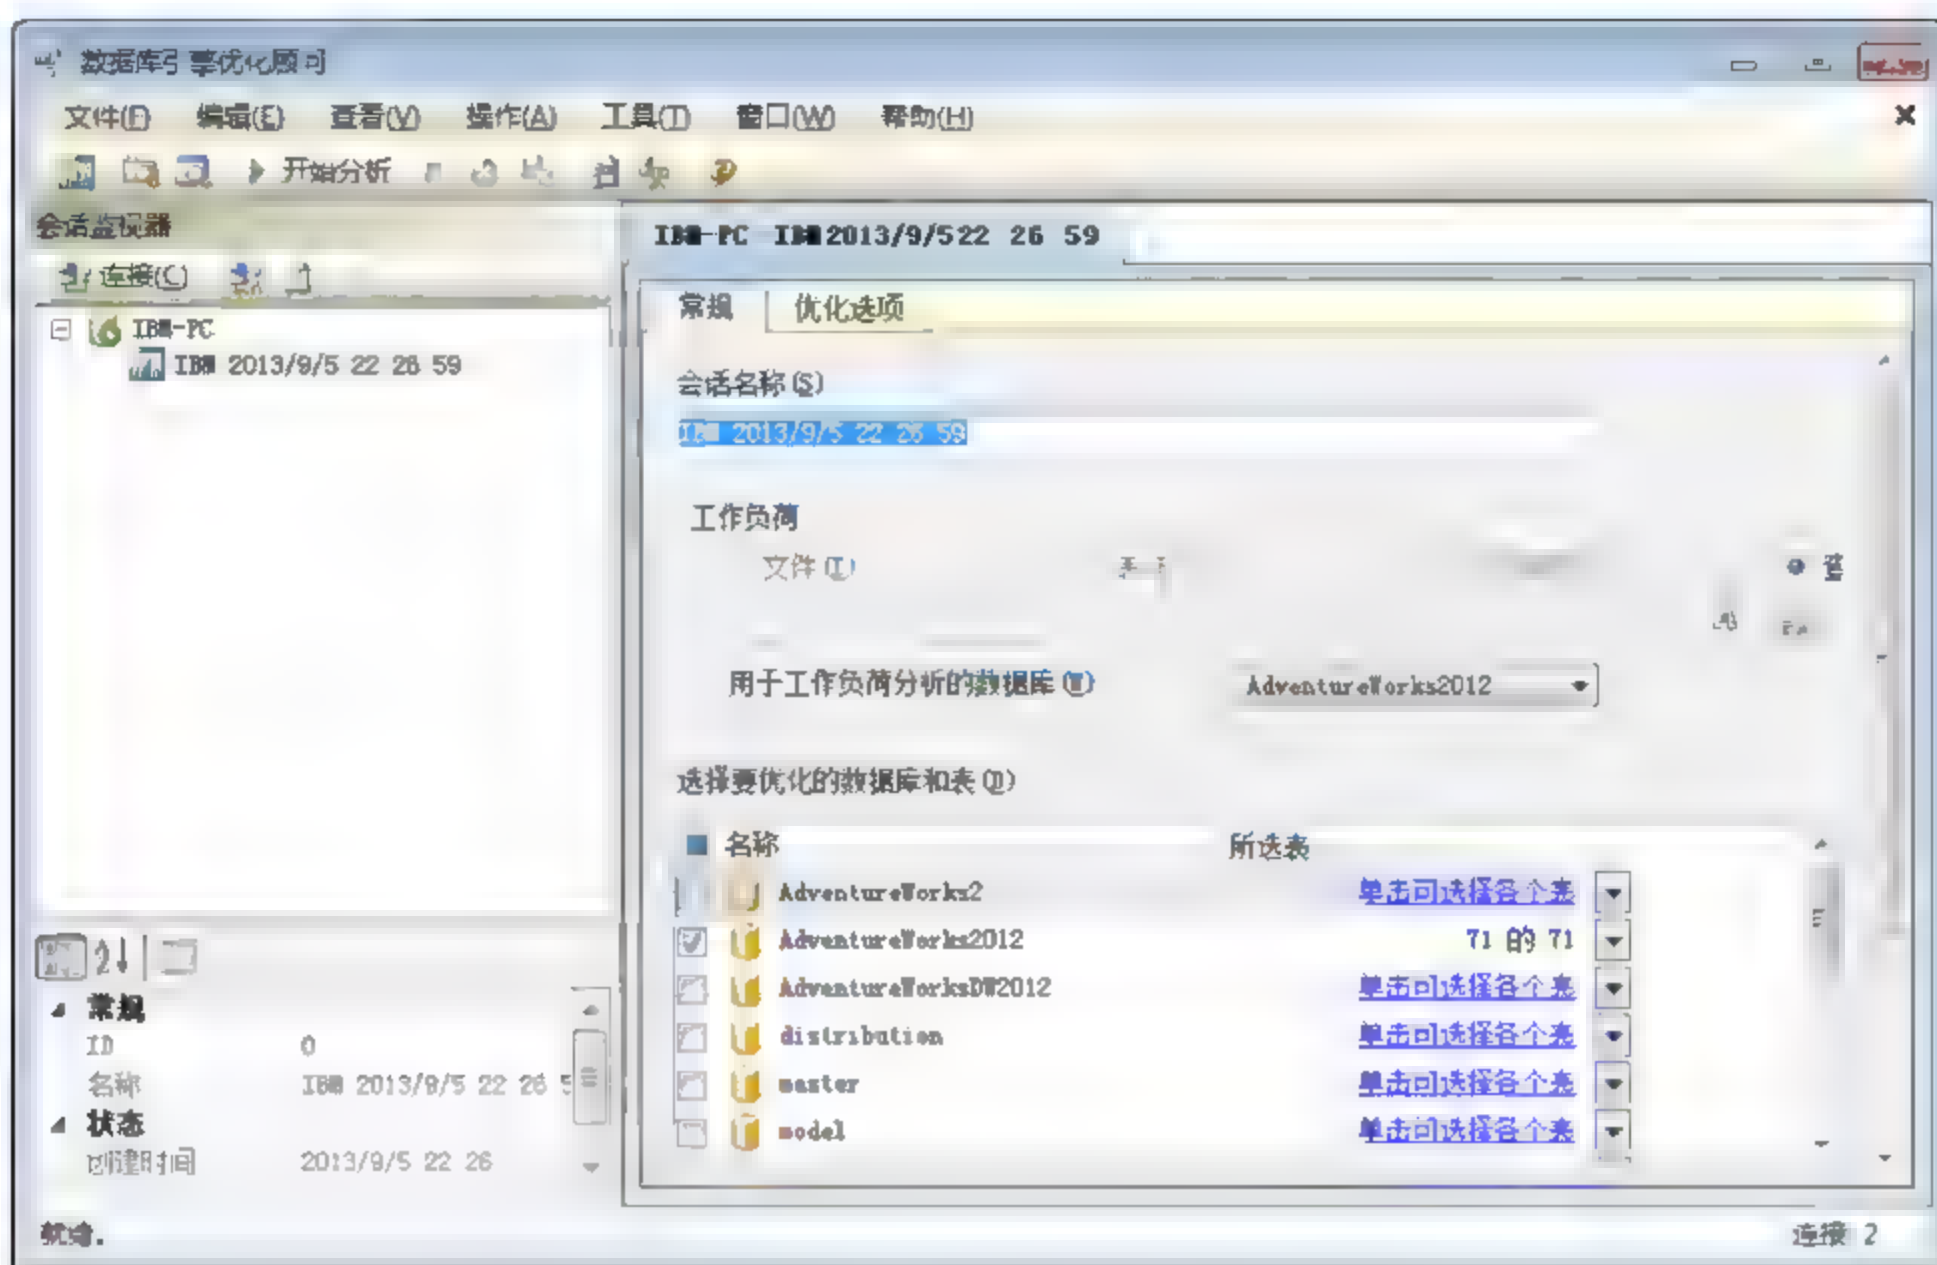 数据库引擎优化顾问
文件(F) 编辑(E) 查看(V) 操作(A) 工具(T) 窗口(W) 帮助(H)
开始分析
会话监视器
连接(C)
IBM-PC
IBM 2013/9/5 22 26 59
常规
ID 0
名称 IBM 2013/9/5 22 26 5
状态
创建时间 2013/9/5 22 26
就绪.
IBM-PC IBM2013/9/522 26 59
常规 优化选项
会话名称(S)
IBM 2013/9/5 22 26 59
工作负荷
文件(I)
用于工作负荷分析的数据库(W) AdventureWorks2012
选择要优化的数据库和表(D)
名称 所选表
AdventureWorks2 单击可选择各个表
AdventureWorks2012 71 的 71
AdventureWorksDW2012 单击可选择各个表
distribution 单击可选择各个表
master 单击可选择各个表
model 单击可选择各个表
连接 2